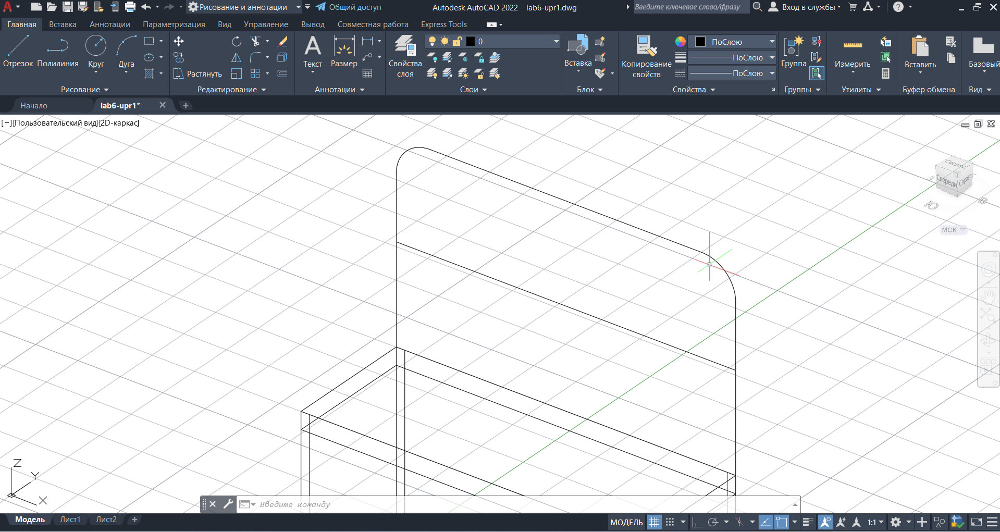 Рисование и аннотации
Общий доступ
Autodesk AutoCAD 2022 lab6-upr1.dwg
Введите ключевое слово/фразу
Вход в службы
Главная Вставка Аннотации Параметризация Вид Управление Вывод Совместная работа Express Tools
Отрезок Полилиния Круг Дуга
Растянуть
Текст Размер
Свойства слоя
0
Вставка
Копирование свойств
ПоСлою
ПоСлою
ПоСлою
Группа
Измерить
Вставить
Базовый
Рисование Редактирование Аннотации Слои Блок Свойства Группы Утилиты Буфер обмена Вид
Начало lab6-upr1*
[−][Пользовательский вид][2D-каркас]
Сверху
Спереди Справа
Ю В
МСК
Z
Y
X
Введите команду
Модель Лист1 Лист2
МОДЕЛЬ
1:1